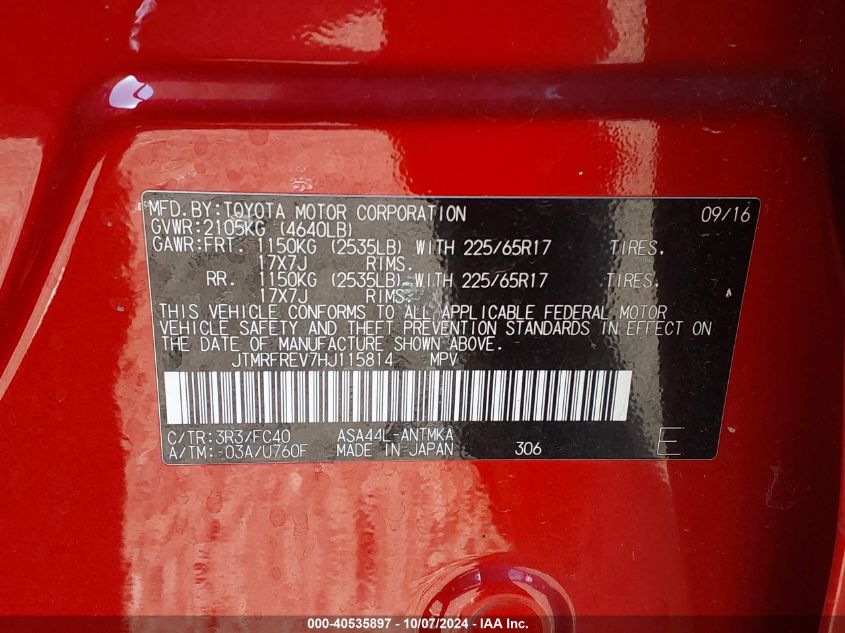 MFD.BY:TOYOTA MOTOR CORPORATION 09/16
GVWR:2105KG (4640LB)
GAWR:FRT. 1150KG (2535LB) WITH 225/65R17 TIRES.
17X7J RIMS.
RR. 1150KG (2535LB) WITH 225/65R17 TIRES.
17X7J RIMS.
THIS VEHICLE CONFORMS TO ALL APPLICABLE FEDERAL MOTOR
VEHICLE SAFETY AND THEFT PREVENTION STANDARDS IN EFFECT ON
THE DATE OF MANUFACTURE SHOWN ABOVE.
JTMRFREV7HJ115814 MPV
C/TR:3R3/FC40 ASA44L-ANTMKA
A/TM:-03A/U760F MADE IN JAPAN 306 E
000-40535897 - 10/07/2024 - IAA Inc.